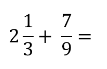 2 1/3 + 7/9 =